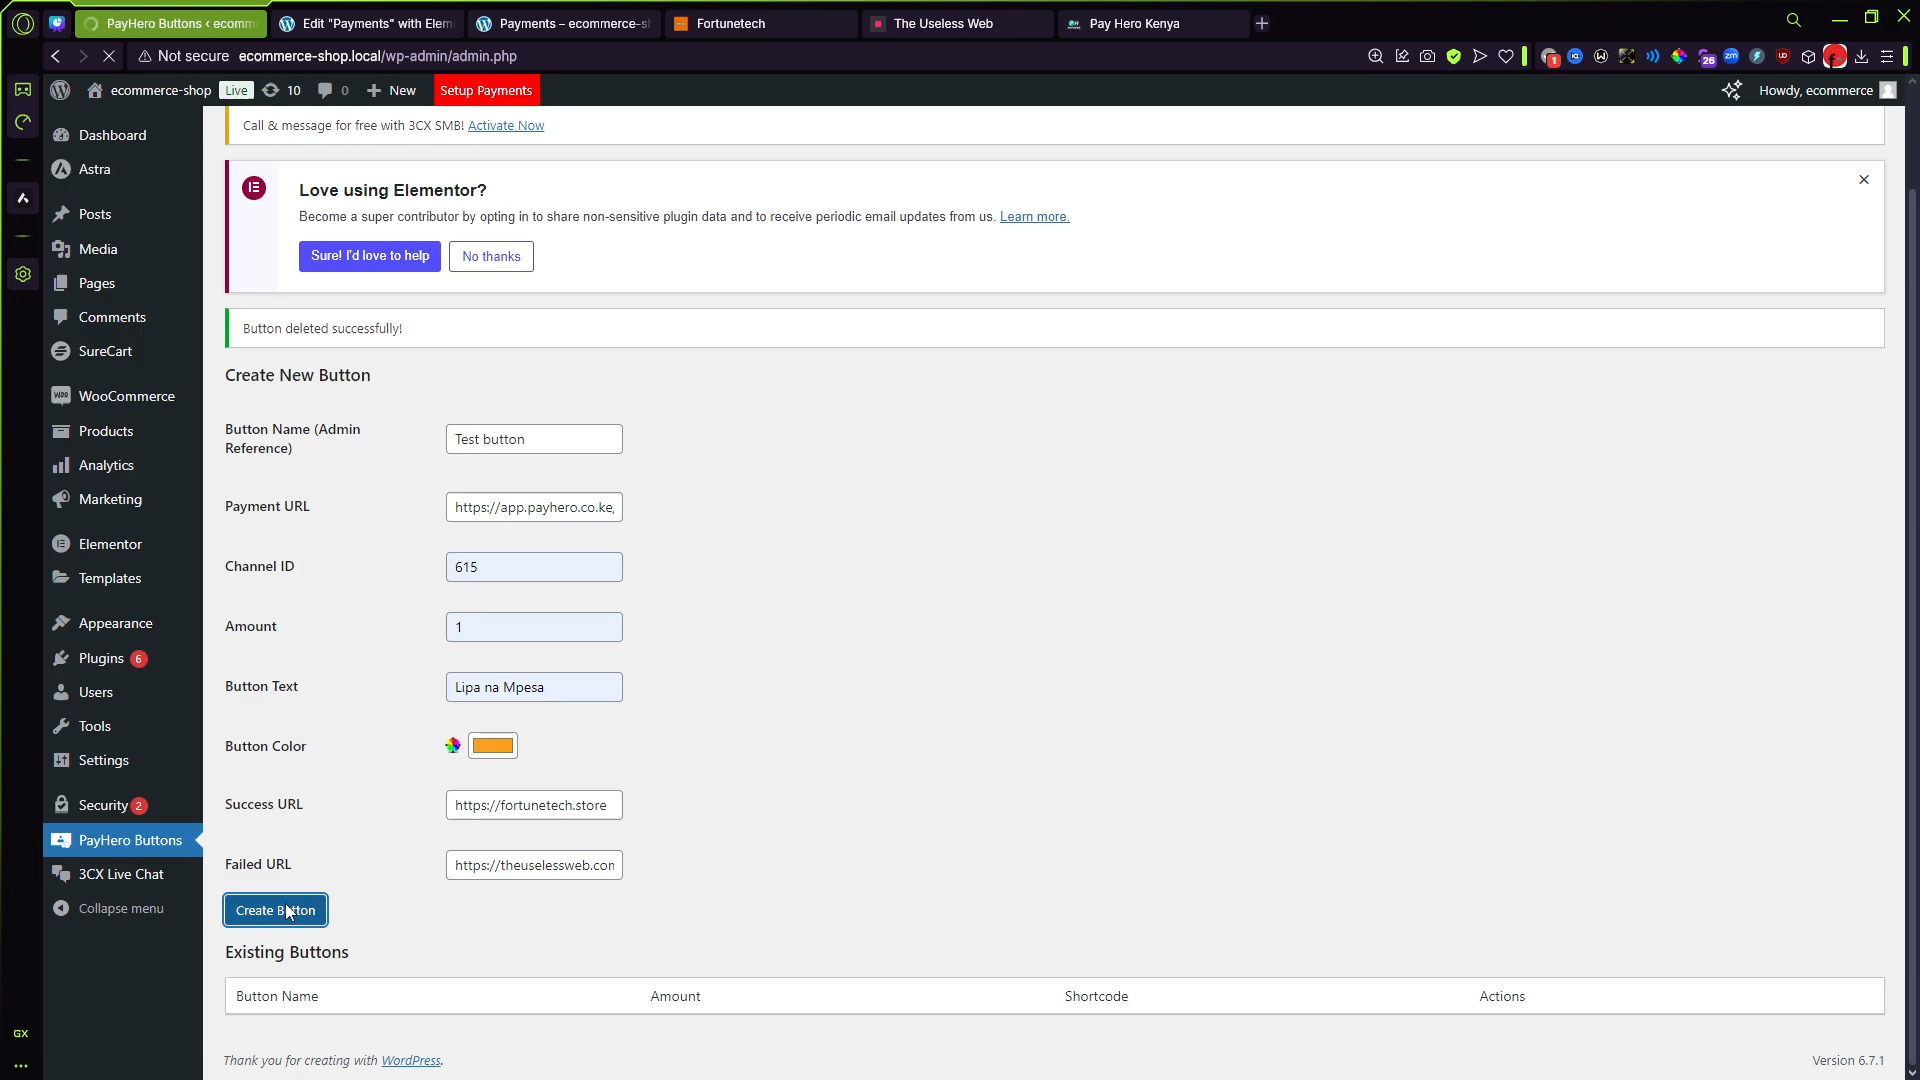 PayHero Buttons ‹ ecomm
Edit "Payments" with Elem
Payments – ecommerce-s
Fortunetech
The Useless Web
Pay Hero Kenya
Not secure ecommerce-shop.local/wp-admin/admin.php
1
26
ecommerce-shop Live 10 0 New Setup Payments
Howdy, ecommerce
Dashboard
Astra
Posts
Media
Pages
Comments
SureCart
WooCommerce
Products
Analytics
Marketing
Elementor
Templates
Appearance
Plugins 6
Users
Tools
Settings
Security 2
PayHero Buttons
3CX Live Chat
Collapse menu
GX
Call & message for free with 3CX SMB! Activate Now
Love using Elementor?
Become a super contributor by opting in to share non-sensitive plugin data and to receive periodic email updates from us. Learn more.
Sure! I'd love to help
No thanks
Button deleted successfully!
Create New Button
Button Name (Admin
Reference)
Test button
Payment URL
https://app.payhero.co.ke,
Channel ID
615
Amount
1
Button Text
Lipa na Mpesa
Button Color
Success URL
https://fortunetech.store
Failed URL
https://theuselessweb.con
Create Button
Existing Buttons
Button Name Amount Shortcode Actions
Thank you for creating with WordPress.
Version 6.7.1